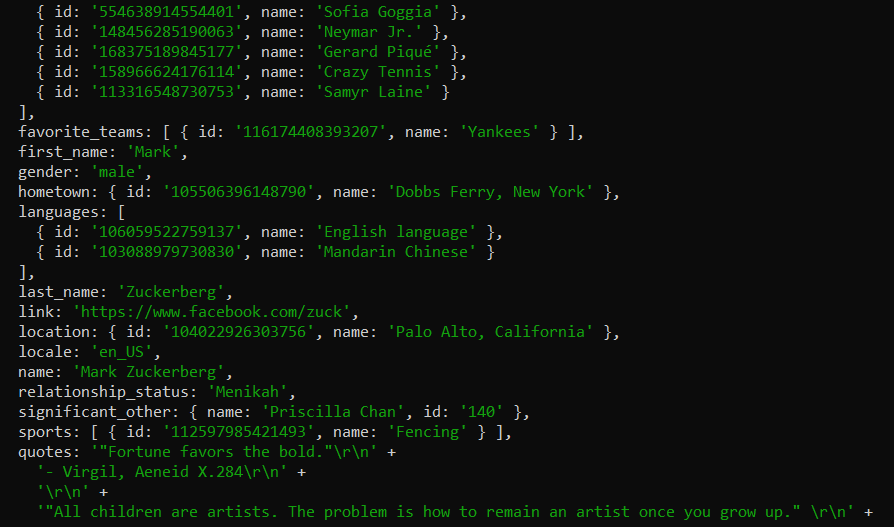 { id: '554638914554401', name: 'Sofia Goggia' },
{ id: '148456285190063', name: 'Neymar Jr.' },
{ id: '168375189845177', name: 'Gerard Piqué' },
{ id: '158966624176114', name: 'Crazy Tennis' },
{ id: '113316548730753', name: 'Samyr Laine' }
],
favorite_teams: [ { id: '116174408393207', name: 'Yankees' } ],
first_name: 'Mark',
gender: 'male',
hometown: { id: '105506396148790', name: 'Dobbs Ferry, New York' },
languages: [
{ id: '106059522759137', name: 'English language' },
{ id: '103088979730830', name: 'Mandarin Chinese' }
],
last_name: 'Zuckerberg',
link: 'https://www.facebook.com/zuck',
location: { id: '104022926303756', name: 'Palo Alto, California' },
locale: 'en_US',
name: 'Mark Zuckerberg',
relationship_status: 'Menikah',
significant_other: { name: 'Priscilla Chan', id: '140' },
sports: [ { id: '112597985421493', name: 'Fencing' } ],
quotes: '"Fortune favors the bold."\r\n' +
'- Virgil, Aeneid X.284\r\n' +
'\r\n' +
'"All children are artists. The problem is how to remain an artist once you grow up." \r\n' +